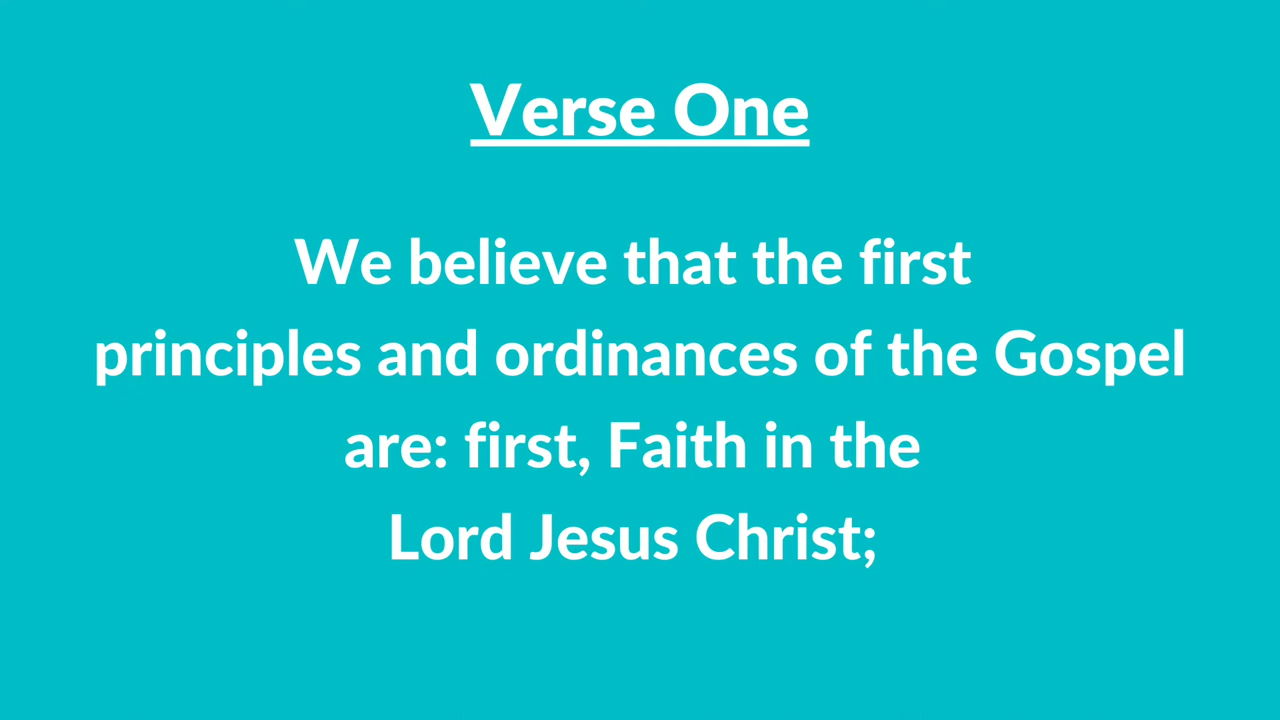 Verse One
We believe that the first
principles and ordinances of the Gospel
are: first, Faith in the
Lord Jesus Christ;